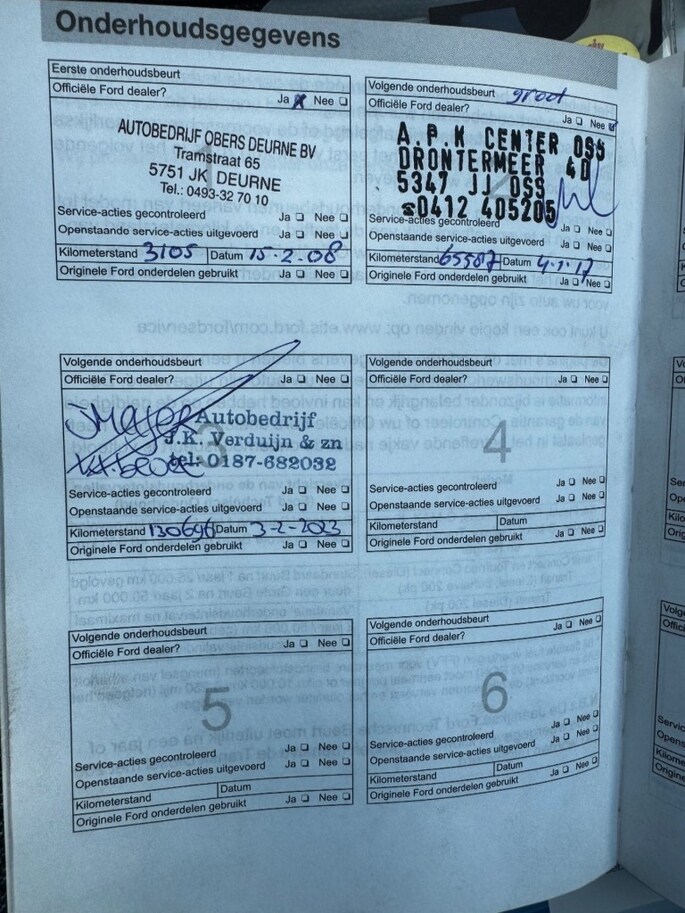 Onderhoudsgegevens
Eerste onderhoudsbeurt
Officiële Ford dealer? Ja Nee
AUTOBEDRIJF OBERS DEURNE BV
Tramstraat 65
5751 JK DEURNE
Tel.: 0493-32 70 10
Service-acties gecontroleerd Ja Nee
Openstaande service-acties uitgevoerd Ja Nee
Kilometerstand 3105 Datum 15-2-08
Originele Ford onderdelen gebruikt Ja Nee
Volgende onderhoudsbeurt groot
Officiële Ford dealer? Ja Nee
A.P.K CENTER OSS
DRONTERMEER 4D
5347 JJ OSS
0412 405205
Service-acties gecontroleerd Ja Nee
Openstaande service-acties uitgevoerd Ja Nee
Kilometerstand 65587 Datum 4-1-17
Originele Ford onderdelen gebruikt Ja Nee
Volgende onderhoudsbeurt
Officiële Ford dealer? Ja Nee
3
Autobedrijf
J.K. Verduijn & zn
tel: 0187-682032
Service-acties gecontroleerd Ja Nee
Openstaande service-acties uitgevoerd Ja Nee
Kilometerstand 130696 Datum 3-2-2023
Originele Ford onderdelen gebruikt Ja Nee
Volgende onderhoudsbeurt
Officiële Ford dealer? Ja Nee
4
Service-acties gecontroleerd Ja Nee
Openstaande service-acties uitgevoerd Ja Nee
Kilometerstand Datum
Originele Ford onderdelen gebruikt Ja Nee
Volgende onderhoudsbeurt
Officiële Ford dealer? Ja Nee
5
Service-acties gecontroleerd Ja Nee
Openstaande service-acties uitgevoerd Ja Nee
Kilometerstand Datum
Originele Ford onderdelen gebruikt Ja Nee
Volgende onderhoudsbeurt
Officiële Ford dealer? Ja Nee
6
Service-acties gecontroleerd Ja Nee
Openstaande service-acties uitgevoerd Ja Nee
Kilometerstand Datum
Originele Ford onderdelen gebruikt Ja Nee